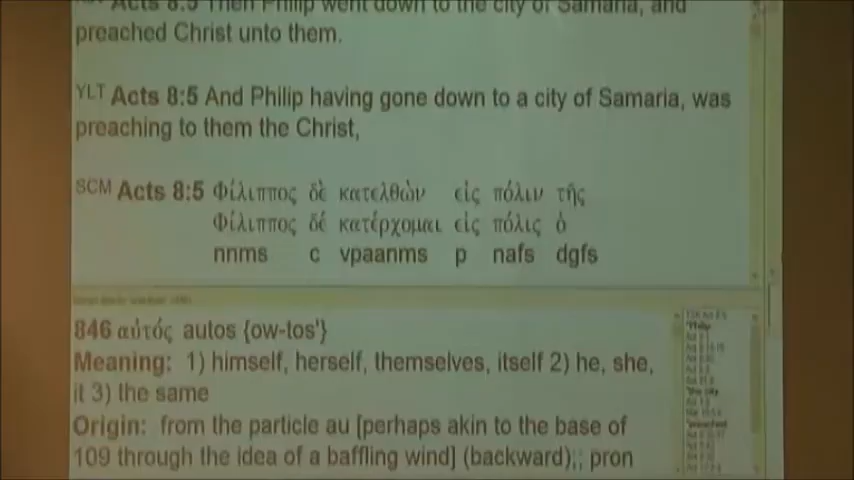 Acts 8:5 Then Philip went down to the city of Samaria, and
preached Christ unto them.
YLT Acts 8:5 And Philip having gone down to a city of Samaria, was
preaching to them the Christ,
SCM Acts 8:5 Φίλιππος δὲ κατελθὼν εἰς πόλιν τῆς
Φίλιππος δέ κατέρχομαι εἰς πόλις ὁ
nnms c vpaanms p nafs dgfs
846 αὐτός autos {ow-tos'}
Meaning: 1) himself, herself, themselves, itself 2) he, she,
it 3) the same
Origin: from the particle au [perhaps akin to the base of
109 through the idea of a baffling wind] (backward);; pron
"Philip
"the city
"preached